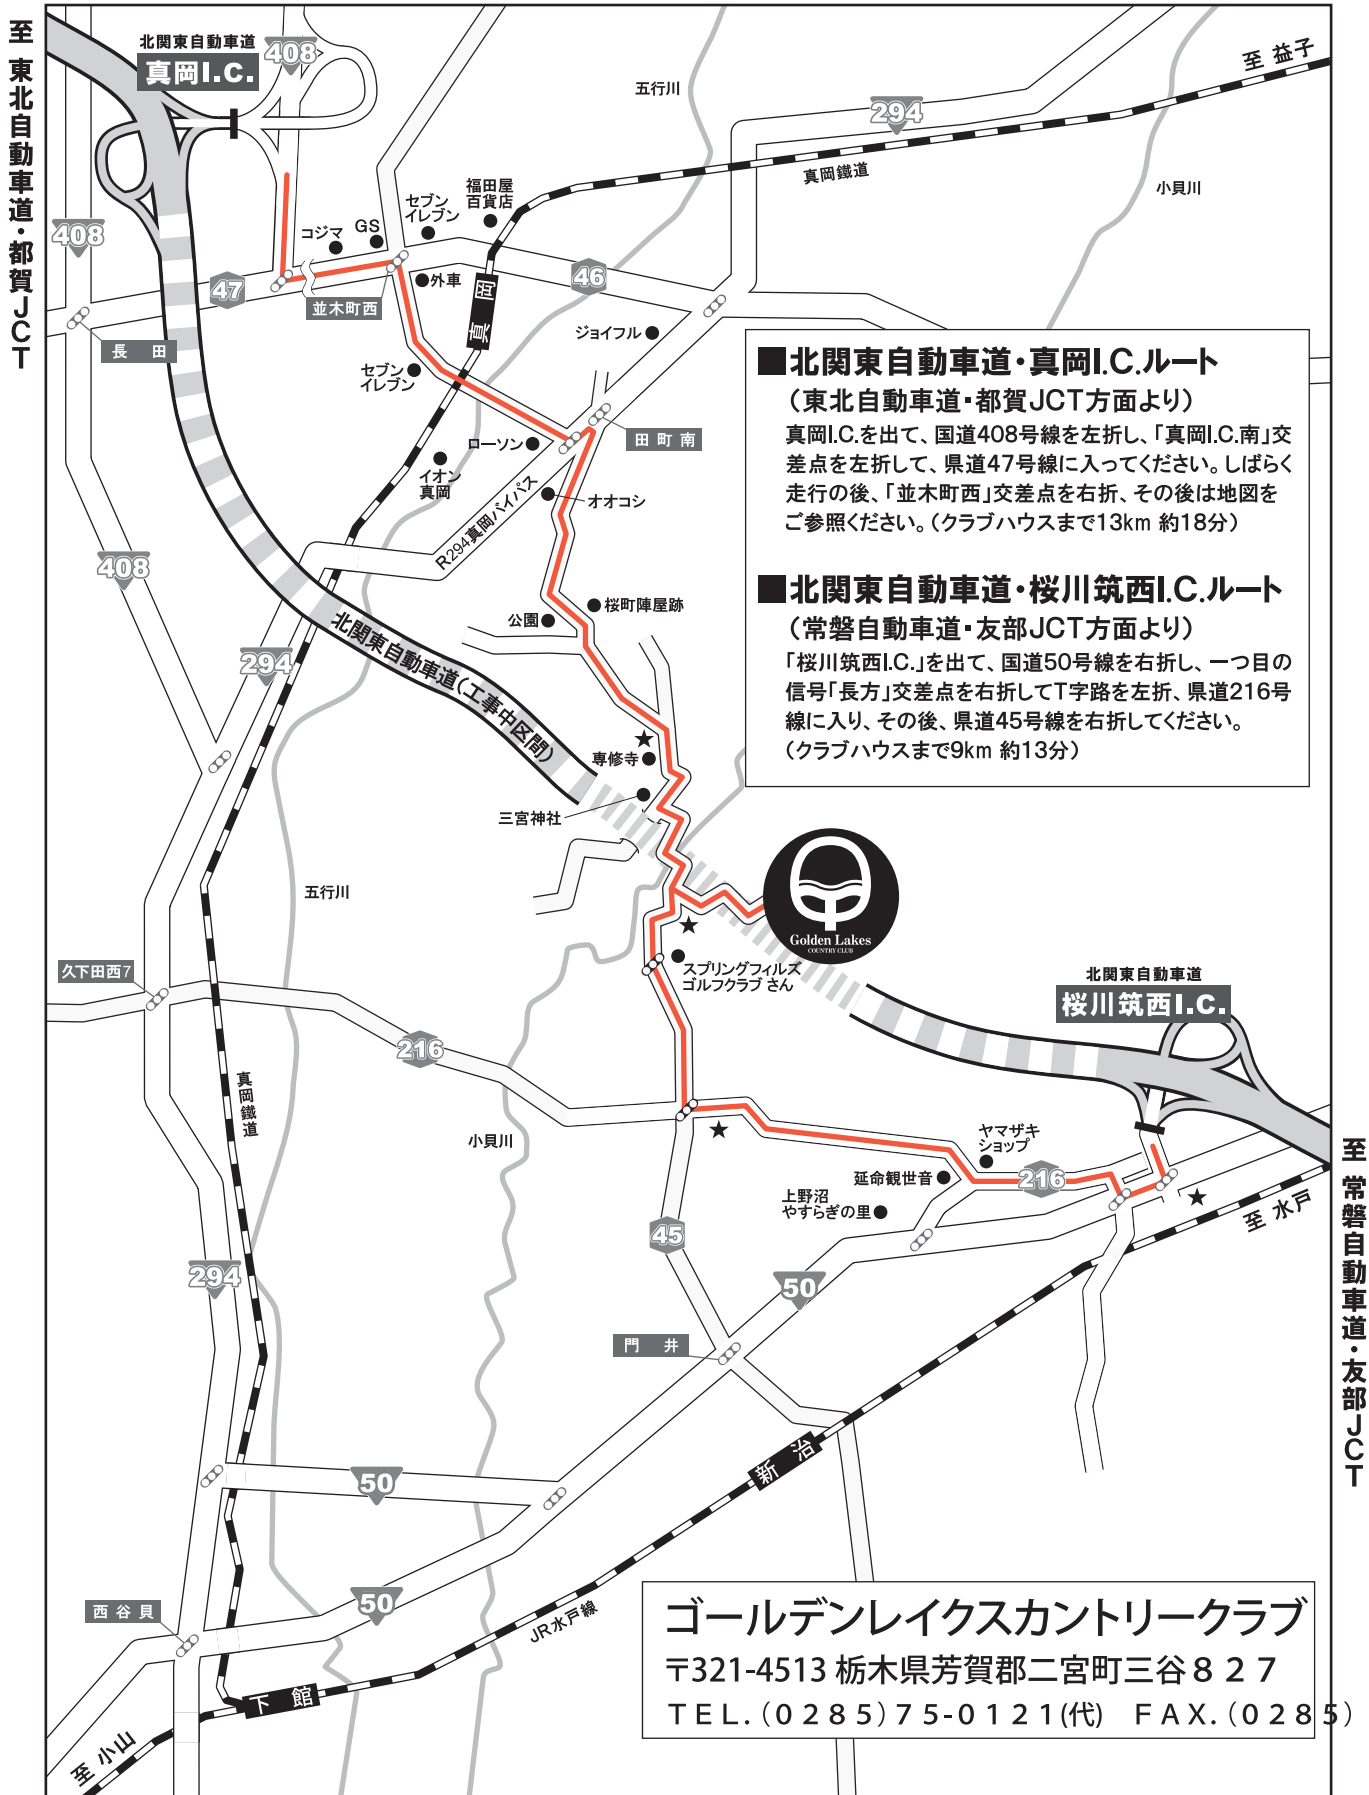 至 東北自動車道・都賀JCT
北関東自動車道
真岡I.C.
408
五行川
294
至 益子
真岡鐵道
小貝川
408
コジマ
GS
セブン
イレブン
福田屋
百貨店
47
並木町西
外車
真岡
46
ジョイフル
長田
セブン
イレブン
田町南
ローソン
イオン
真岡
オオコシ
R294真岡バイパス
408
294
公園
桜町陣屋跡
北関東自動車道(工事中区間)
専修寺
三宮神社
■北関東自動車道・真岡I.C.ルート
(東北自動車道・都賀JCT方面より)
真岡I.C.を出て、国道408号線を左折し、「真岡I.C.南」交
差点を左折して、県道47号線に入ってください。しばらく
走行の後、「並木町西」交差点を右折、その後は地図を
ご参照ください。(クラブハウスまで13km 約18分)
■北関東自動車道・桜川筑西I.C.ルート
(常磐自動車道・友部JCT方面より)
「桜川筑西I.C.」を出て、国道50号線を右折し、一つ目の
信号「長方」交差点を右折してT字路を左折、県道216号
線に入り、その後、県道45号線を右折してください。
(クラブハウスまで9km 約13分)
五行川
Golden Lakes
COUNTRY CLUB
久下田西7
スプリングフィルズ
ゴルフクラブ さん
北関東自動車道
桜川筑西I.C.
216
真岡鐵道
小貝川
ヤマザキ
ショップ
延命観世音
216
上野沼
やすらぎの里
45
至 水戸
至 常磐自動車道・友部JCT
294
50
門井
新治
50
50
西谷貝
JR水戸線
下館
至 小山
ゴールデンレイクスカントリークラブ
〒321-4513 栃木県芳賀郡二宮町三谷８２７
ＴＥＬ.(０２８５)７５-０１２１(代) ＦＡＸ.(０２８５)